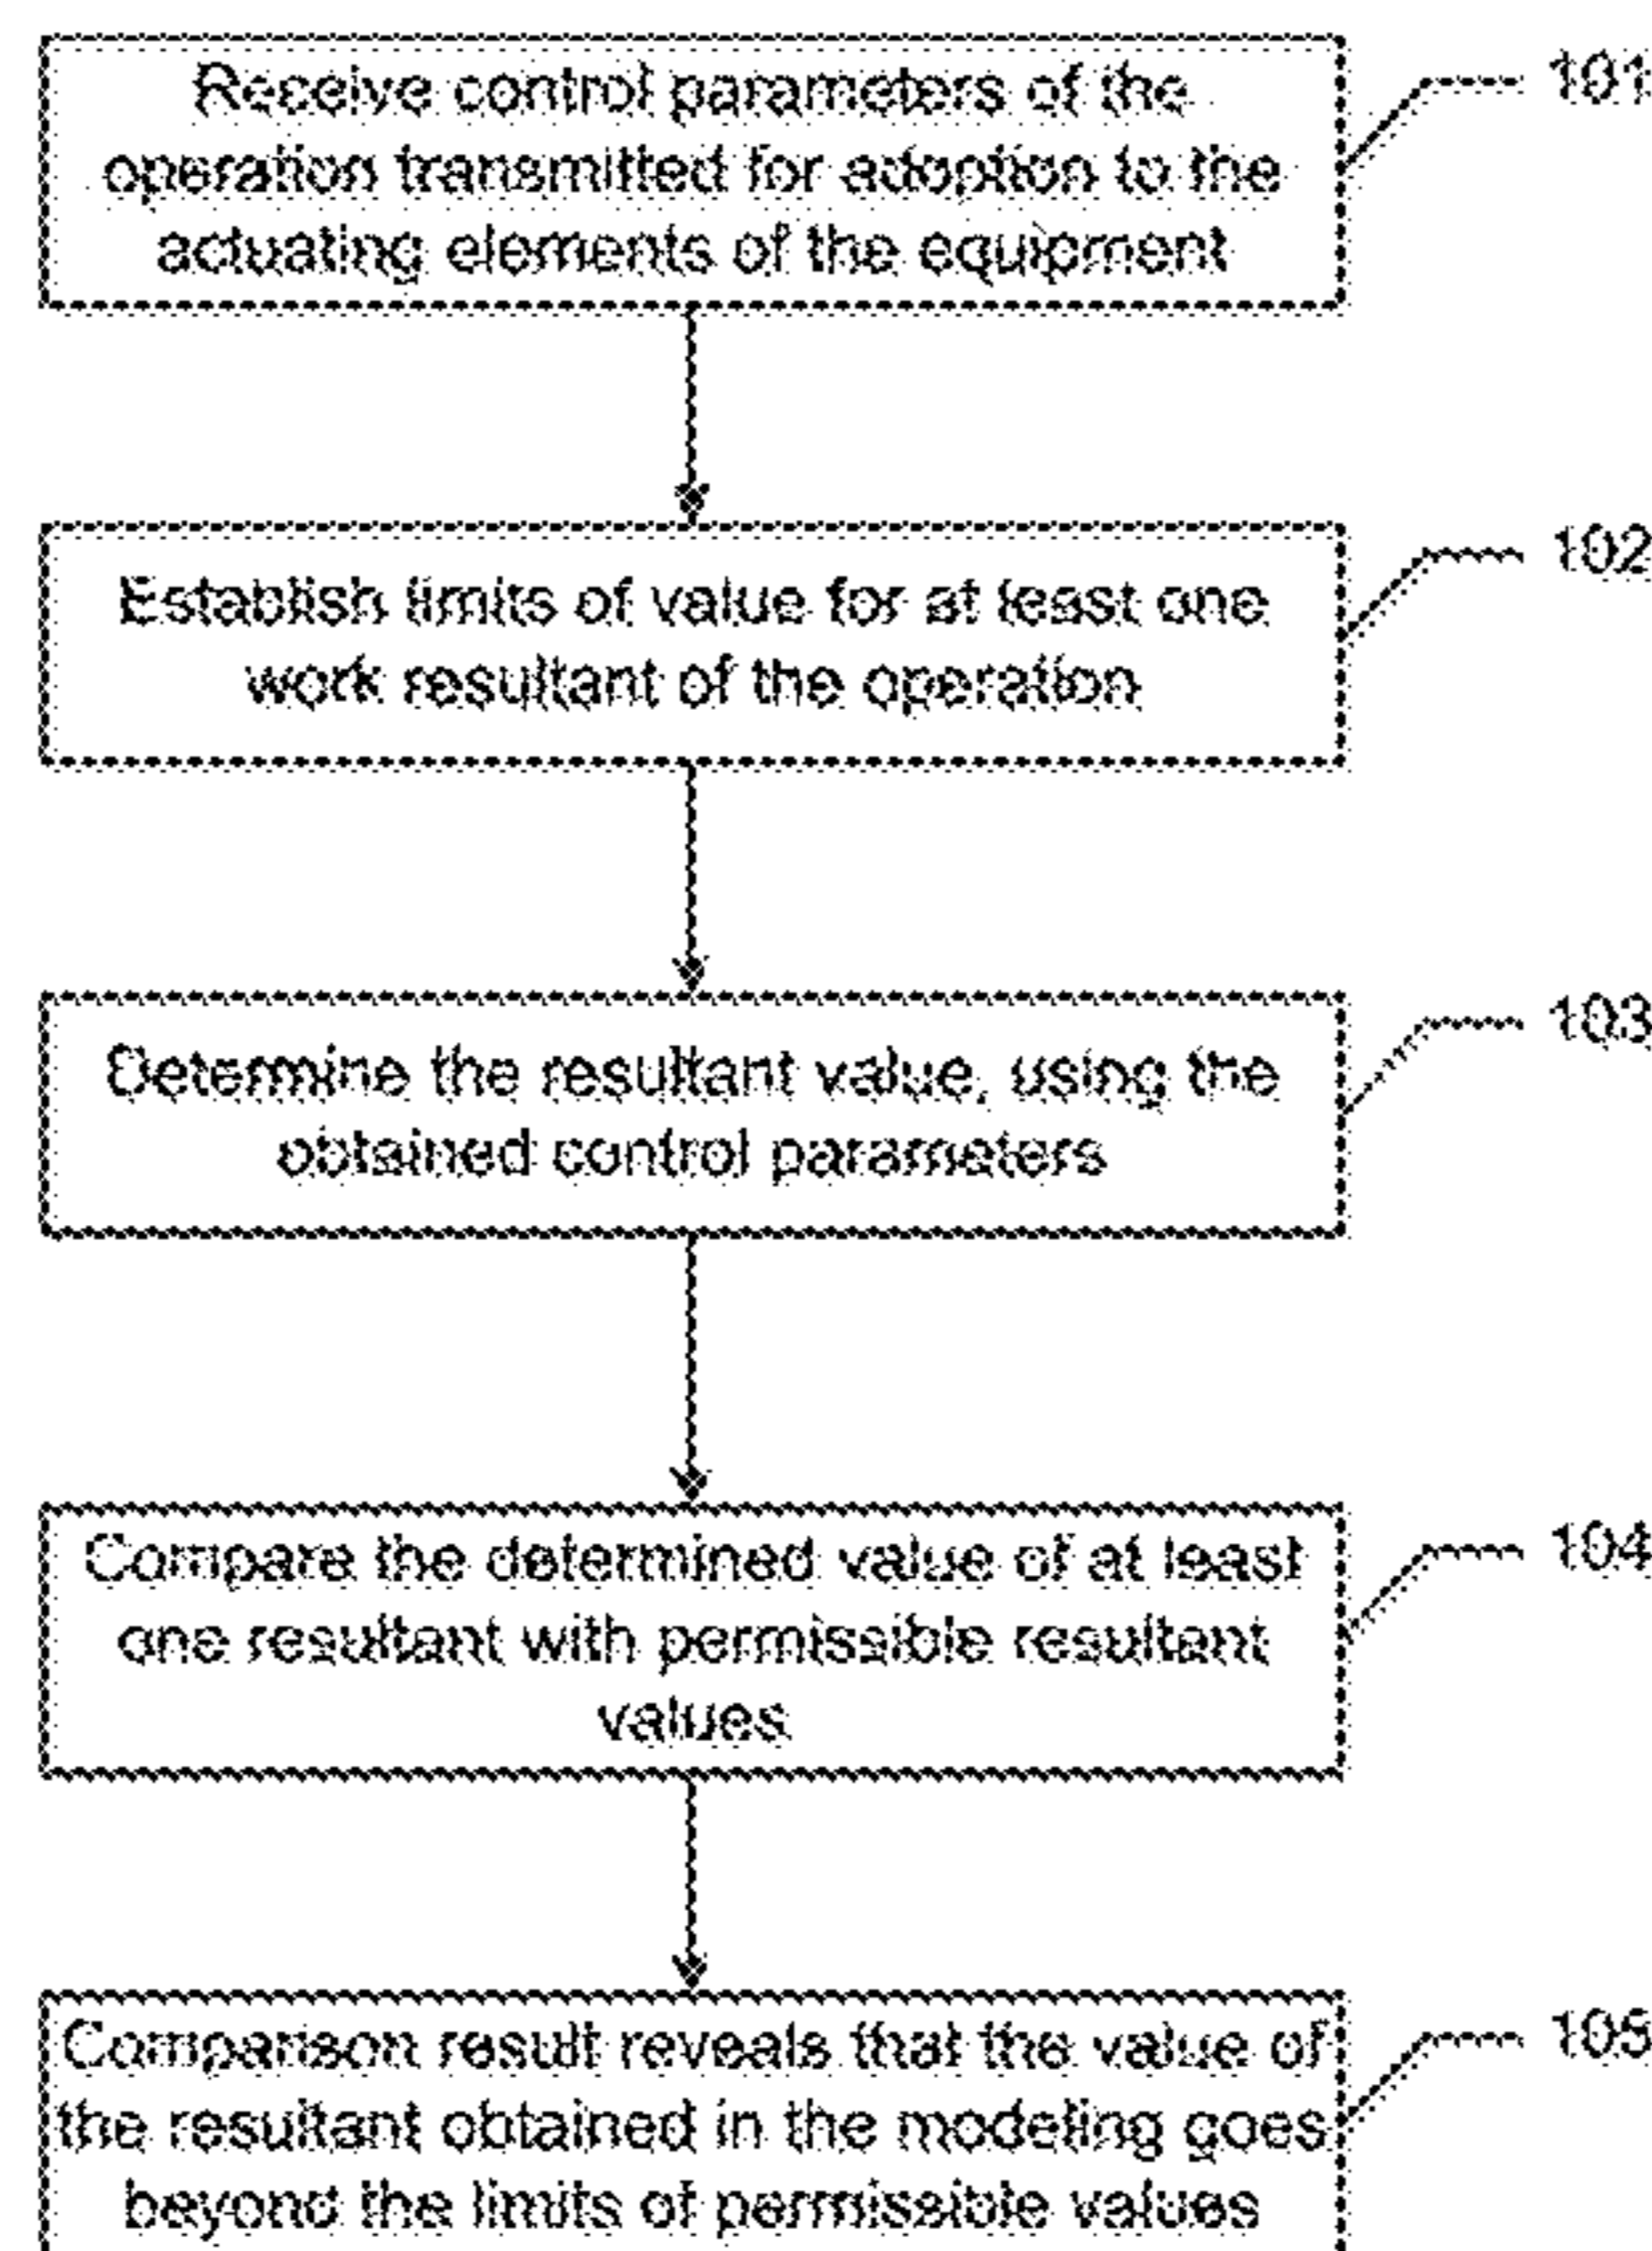 Receive control parameters of the
operation transmitted for adoption to the
actuating elements of the equipment
101
Establish limits of value for at least one
work resultant of the operation
102
Determine the resultant value, using the
obtained control parameters
103
Compare the determined value of at least
one resultant with permissible resultant
values
104
Comparison result reveals that the value of
the resultant obtained in the modeling goes
beyond the limits of permissible values
105